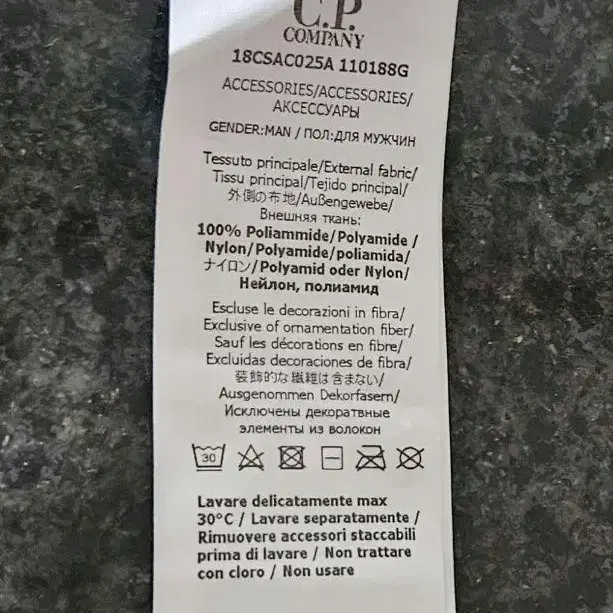 C.P.
COMPANY
18CSAC025A 110188G
ACCESSORIES/ACCESSORIES/
АКСЕССУАРЫ
GENDER:MAN / ПОЛ:ДЛЯ МУЖЧИН
Tessuto principale/External fabric/
Tissu principal/Tejido principal/
外側の布地/Außengewebe/
Внешняя ткань:
100% Poliammide/Polyamide /
Nylon/Polyamide/poliamida/
ナイロン/Polyamid oder Nylon/
Нейлон, полиамид
Escluse le decorazioni in fibra/
Exclusive of ornamentation fiber/
Sauf les décorations en fibre/
Excluidas decoraciones de fibra/
装飾的な繊維は含まない/
Ausgenommen Dekorfasern/
Исключены декоратвные
элементы из волокон
30
Lavare delicatamente max
30°C / Lavare separatamente /
Rimuovere accessori staccabili
prima di lavare / Non trattare
con cloro / Non usare